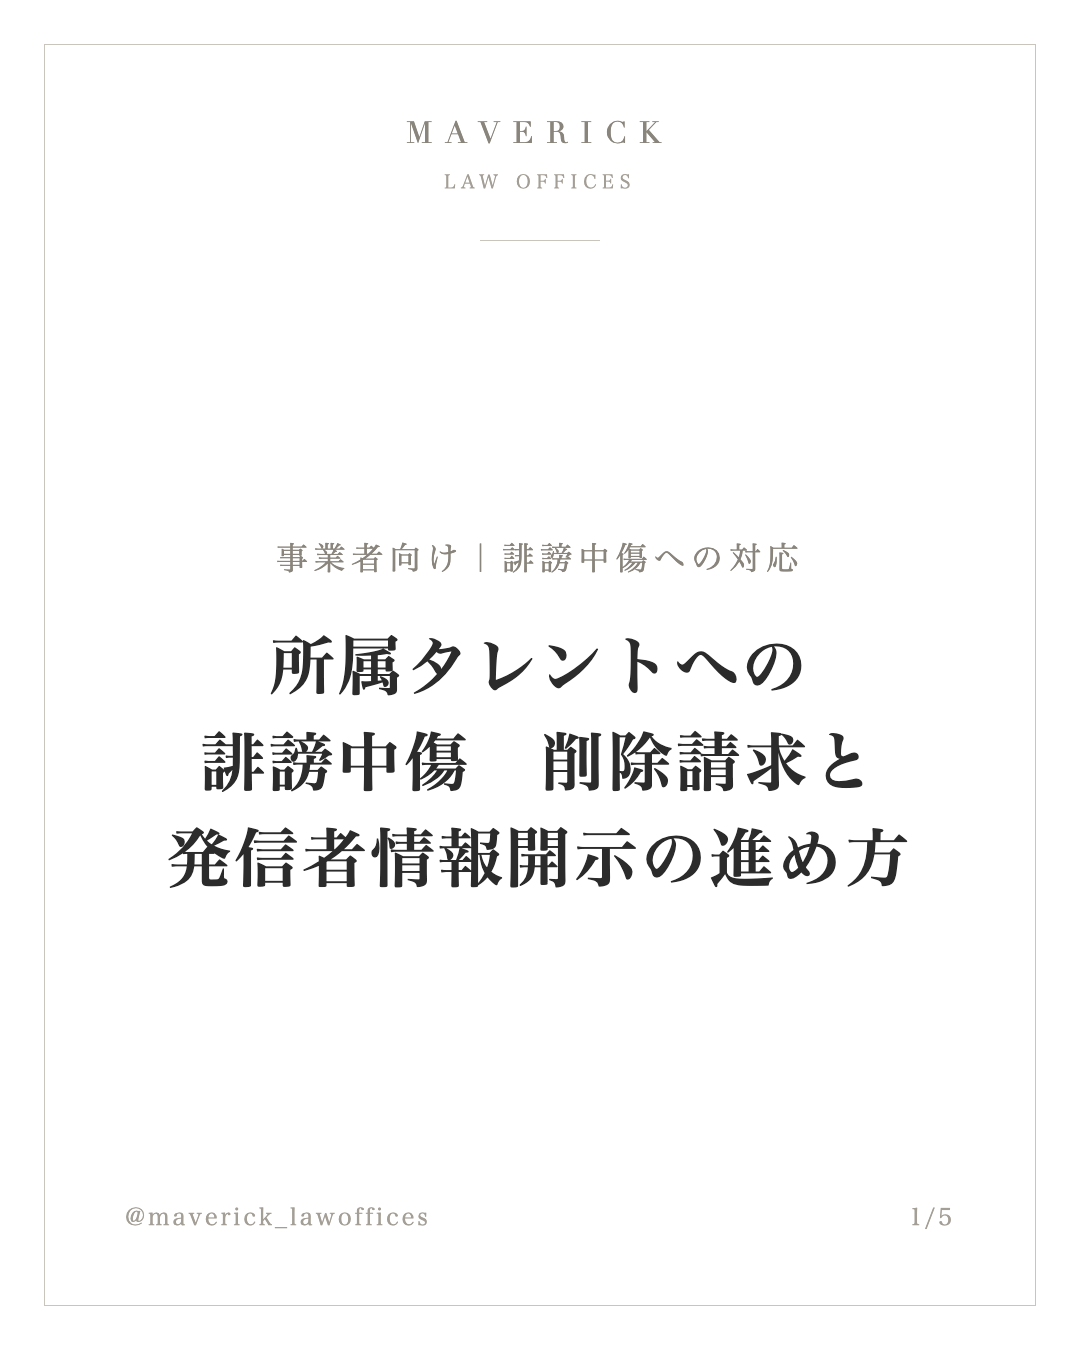 MAVERICK
LAW OFFICES
事業者向け｜誹謗中傷への対応
所属タレントへの
誹謗中傷　削除請求と
発信者情報開示の進め方
@maverick_lawoffices
1/5